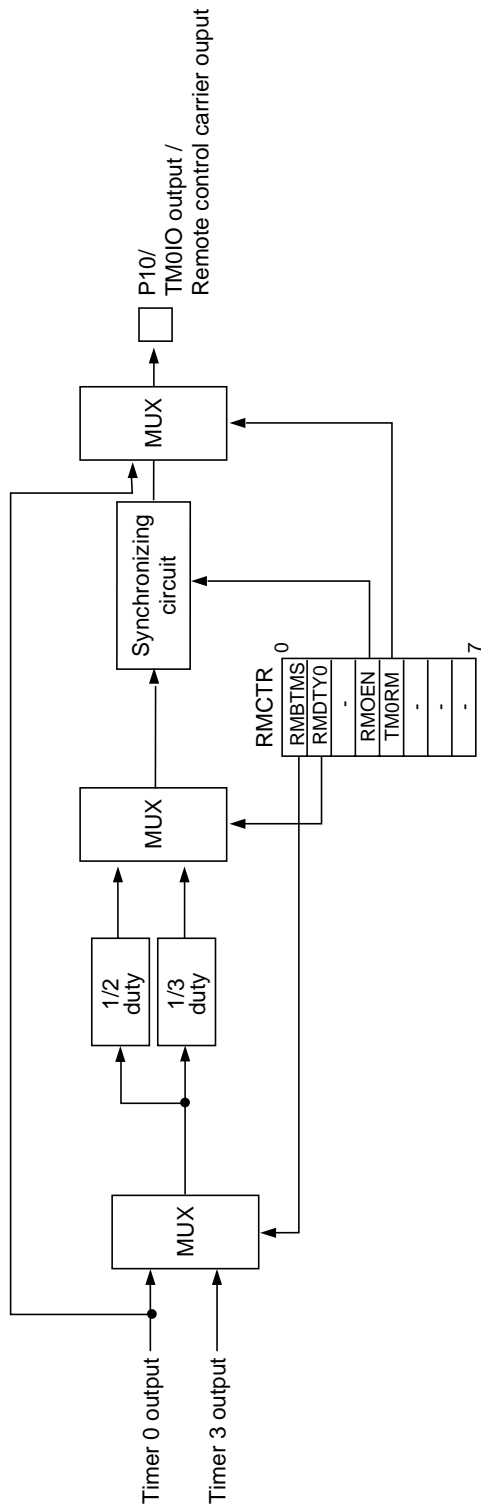 Timer 0 output
Timer 3 output
MUX
1/2
duty
1/3
duty
MUX
Synchronizing
circuit
MUX
P10/
TM0IO output /
Remote control carrier ouput
RMCTR
0
RMBTMS
RMDTY0
-
RMOEN
TM0RM
-
-
-
7